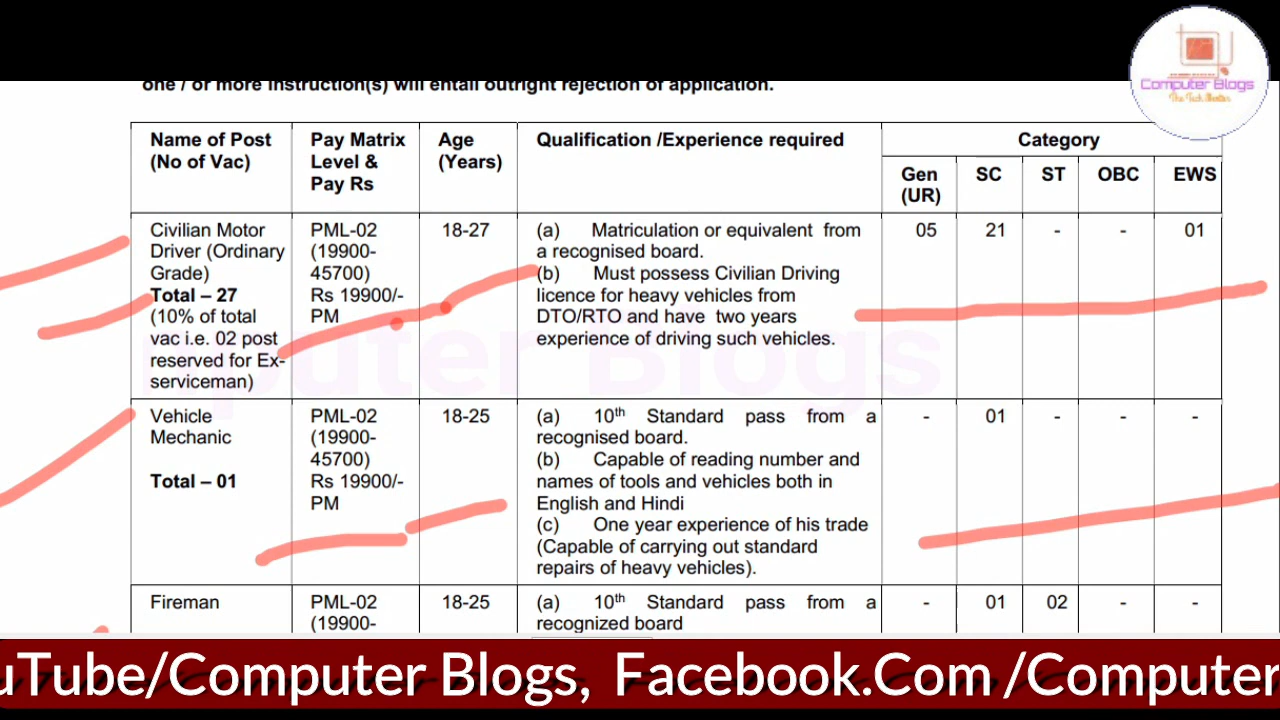 Computer Blogs
The Tech Mentor
one / or more instruction(s) will entail outright rejection of application.
Name of Post (No of Vac)
Pay Matrix Level & Pay Rs
Age (Years)
Qualification /Experience required
Category
Gen (UR)
SC
ST
OBC
EWS
Civilian Motor
Driver (Ordinary
Grade)
Total – 27
(10% of total
vac i.e. 02 post
reserved for Ex-
serviceman)
PML-02
(19900-
45700)
Rs 19900/-
PM
18-27
(a) Matriculation or equivalent from
a recognised board.
(b) Must possess Civilian Driving
licence for heavy vehicles from
DTO/RTO and have two years
experience of driving such vehicles.
05
21
-
-
01
Vehicle
Mechanic
Total – 01
PML-02
(19900-
45700)
Rs 19900/-
PM
18-25
(a) 10th Standard pass from a
recognised board.
(b) Capable of reading number and
names of tools and vehicles both in
English and Hindi
(c) One year experience of his trade
(Capable of carrying out standard
repairs of heavy vehicles).
-
01
-
-
-
Fireman
PML-02
(19900-
18-25
(a) 10th Standard pass from a
recognized board
-
01
02
-
-
puter Blogs
uTube/Computer Blogs, Facebook.Com /Computer